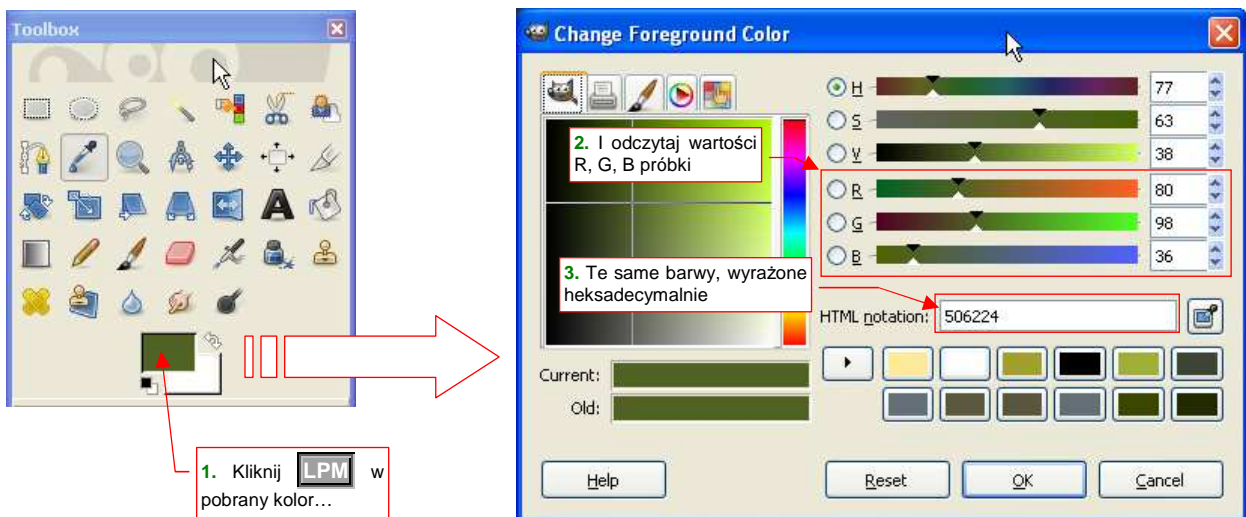 Toolbox
1. Kliknij LPM w
pobrany kolor…
Change Foreground Color
2. I odczytaj wartości
R, G, B próbki
3. Te same barwy, wyrażone
heksadecymalnie
H 77
S 63
V 38
R 80
G 98
B 36
HTML notation: 506224
Current:
Old:
Help
Reset
OK
Cancel